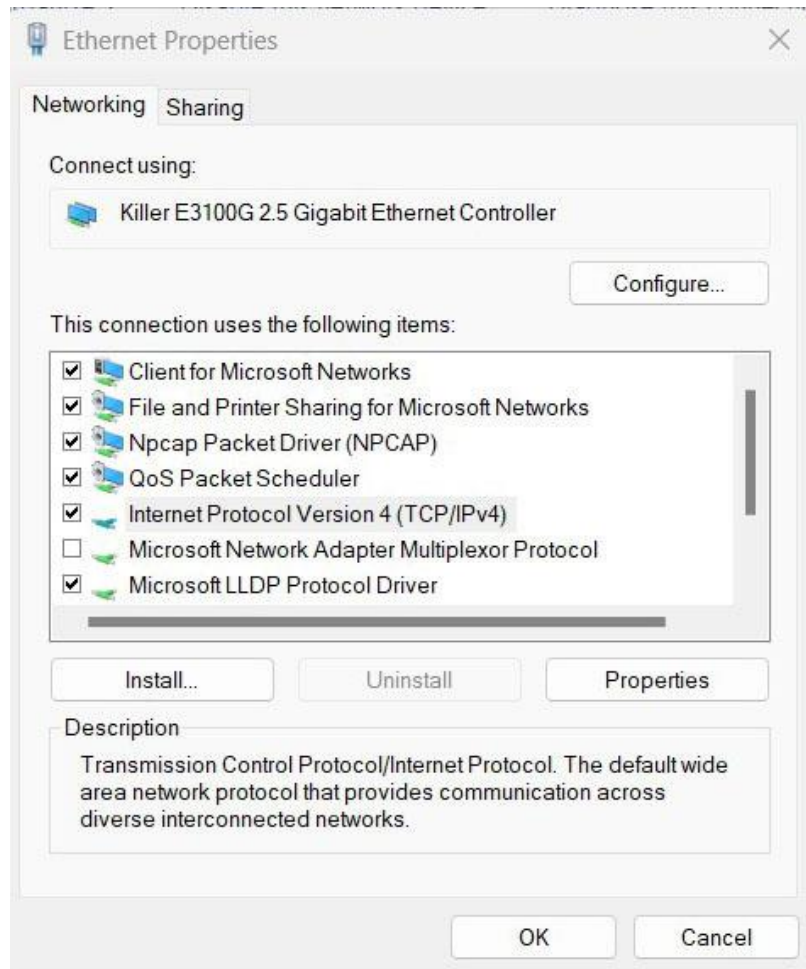 Ethernet Properties
Networking
Sharing
Connect using:
Killer E3100G 2.5 Gigabit Ethernet Controller
Configure...
This connection uses the following items:
Client for Microsoft Networks
File and Printer Sharing for Microsoft Networks
Npcap Packet Driver (NPCAP)
QoS Packet Scheduler
Internet Protocol Version 4 (TCP/IPv4)
Microsoft Network Adapter Multiplexor Protocol
Microsoft LLDP Protocol Driver
Install...
Uninstall
Properties
Description
Transmission Control Protocol/Internet Protocol. The default wide
area network protocol that provides communication across
diverse interconnected networks.
OK
Cancel